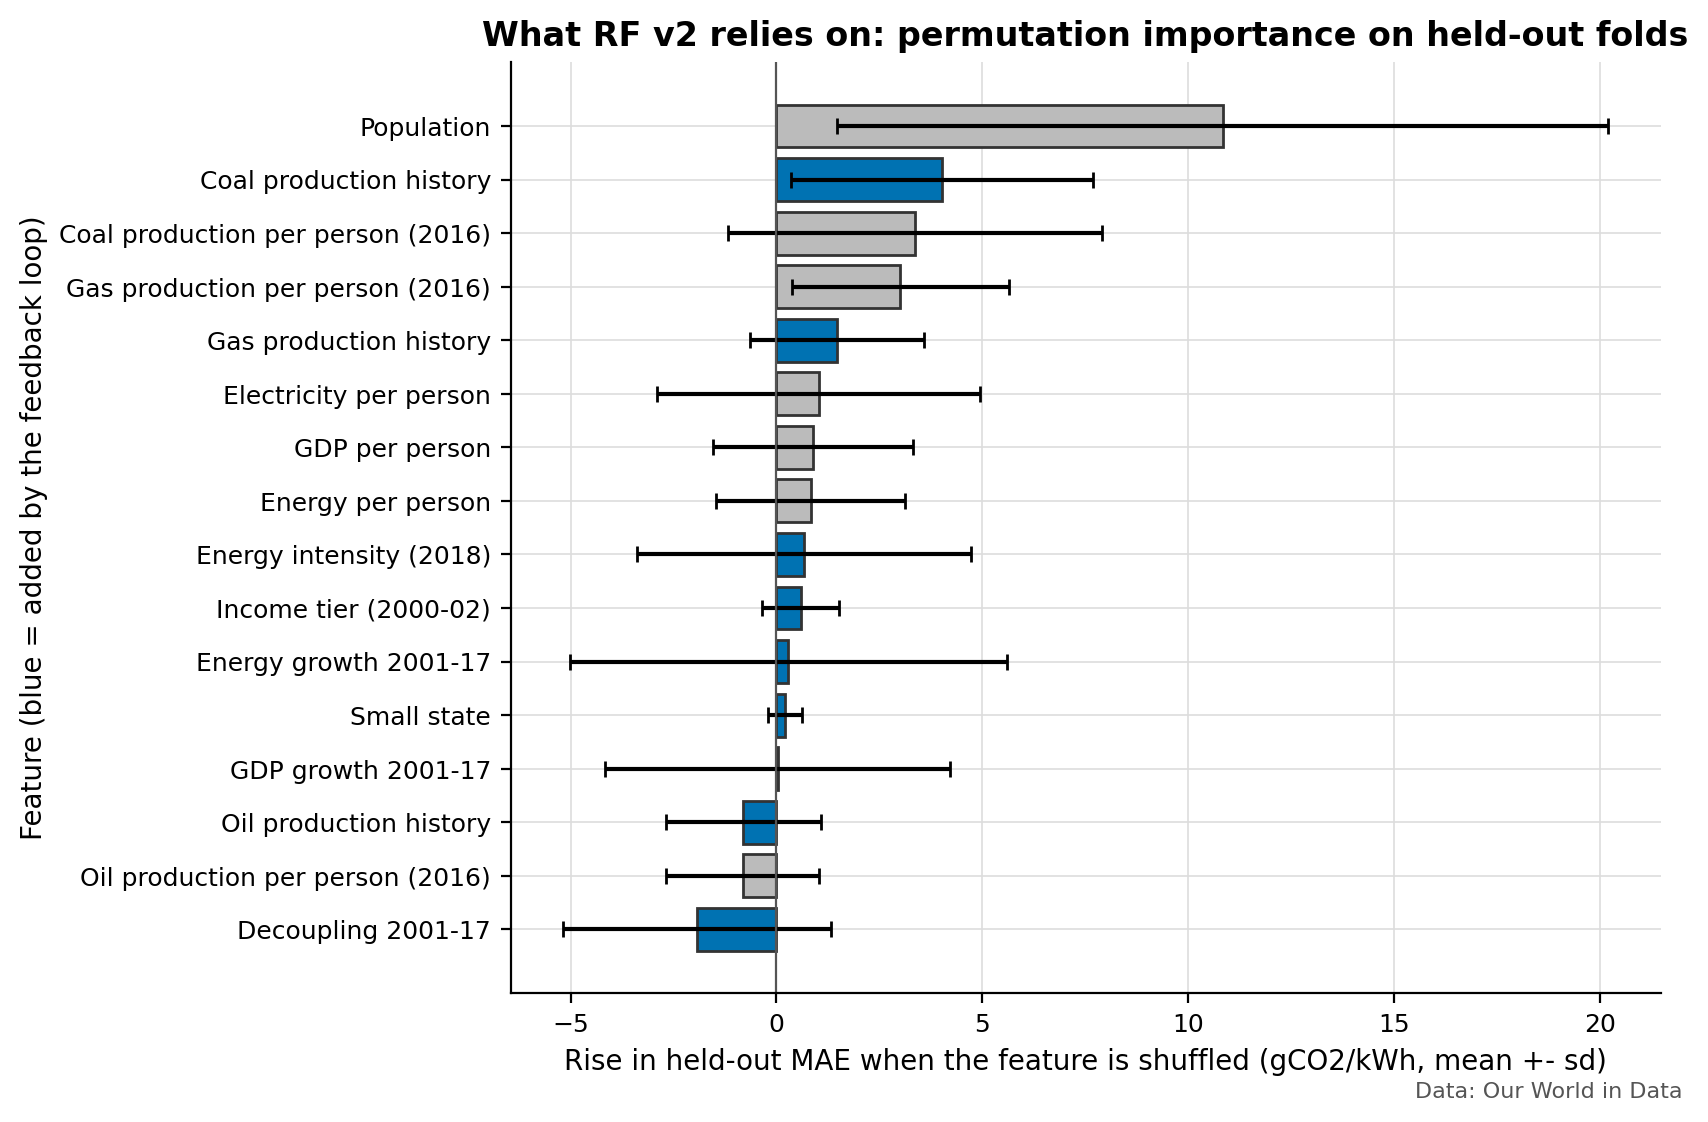 What RF v2 relies on: permutation importance on held-out folds
Feature (blue = added by the feedback loop)
Population
Coal production history
Coal production per person (2016)
Gas production per person (2016)
Gas production history
Electricity per person
GDP per person
Energy per person
Energy intensity (2018)
Income tier (2000-02)
Energy growth 2001-17
Small state
GDP growth 2001-17
Oil production history
Oil production per person (2016)
Decoupling 2001-17
−5 0 5 10 15 20
Rise in held-out MAE when the feature is shuffled (gCO2/kWh, mean +- sd)
Data: Our World in Data